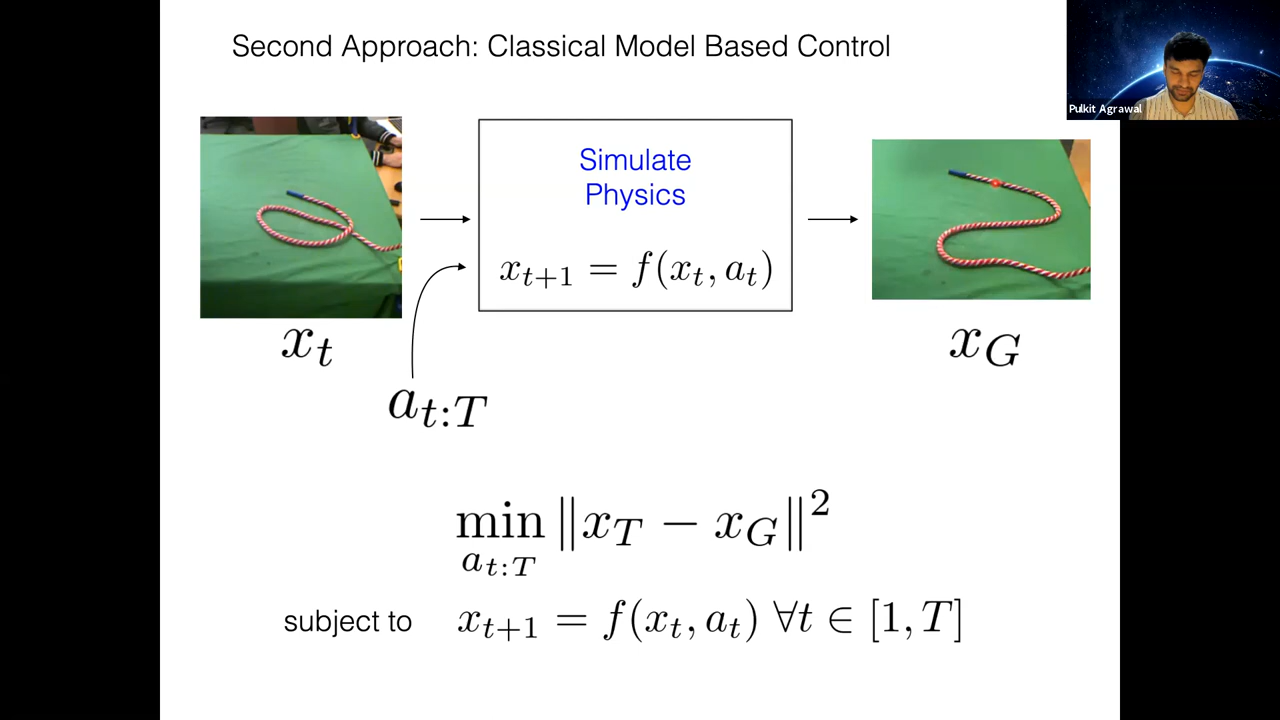 Second Approach: Classical Model Based Control
Pulkit Agrawal
Simulate
Physics
x_{t+1} = f(x_t, a_t)
x_t
x_G
a_{t:T}
min_{a_{t:T}} ‖x_T − x_G‖²
subject to x_{t+1} = f(x_t, a_t) ∀t ∈ [1, T]